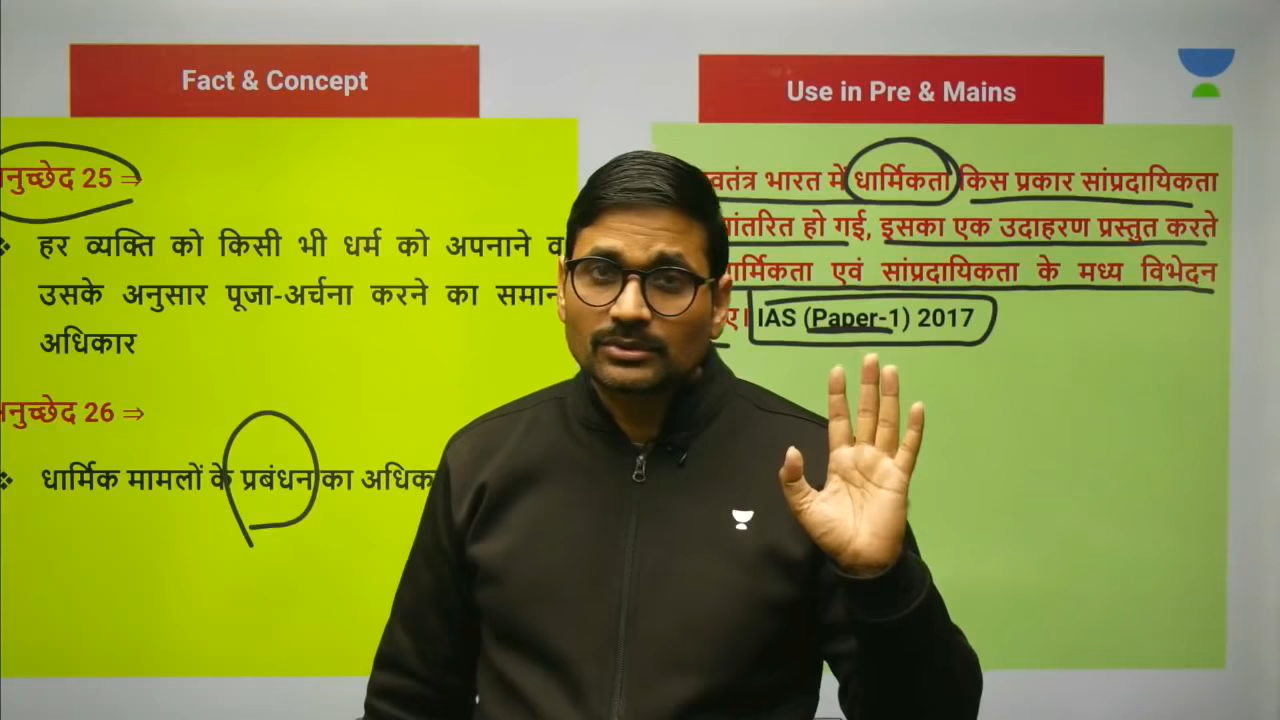 Fact & Concept
नुच्छेद 25 ⇒
❖ हर व्यक्ति को किसी भी धर्म को अपनाने व
उसके अनुसार पूजा-अर्चना करने का समान
अधिकार
नुच्छेद 26 ⇒
❖ धार्मिक मामलों के प्रबंधन का अधिक
Use in Pre & Mains
वतंत्र भारत में धार्मिकता किस प्रकार सांप्रदायिकता
ांतरित हो गई, इसका एक उदाहरण प्रस्तुत करते
ार्मिकता एवं सांप्रदायिकता के मध्य विभेदन
ए। IAS (Paper-1) 2017